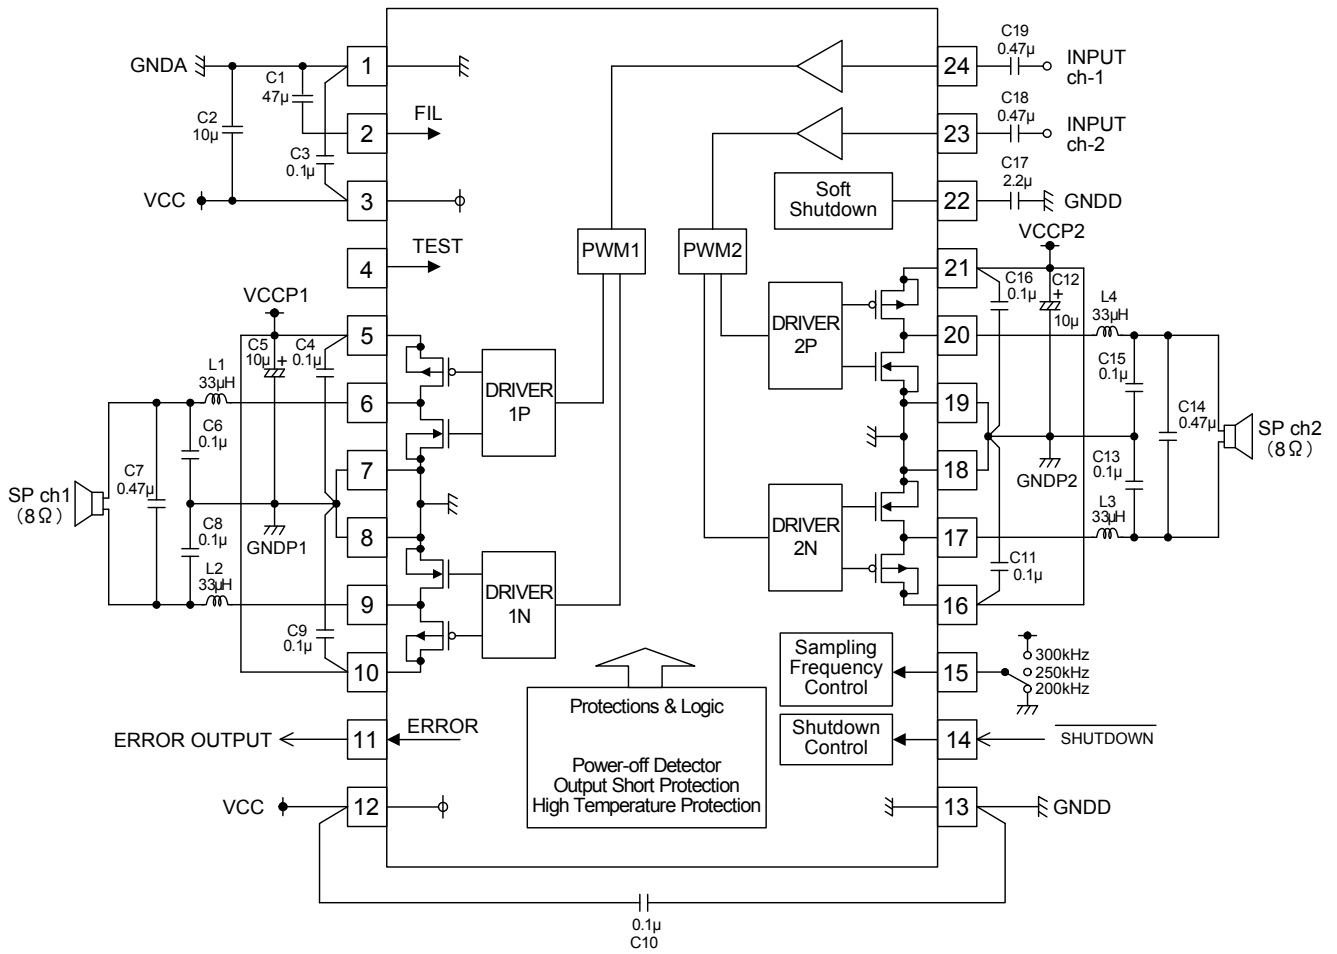 GNDA
C1
47µ
C2
10µ
C3
0.1µ
VCC
1
2
FIL
3
4
TEST
VCCP1
C5
10µ
+
C4
0.1µ
L1
33µH
C6
0.1µ
C7
0.47µ
C8
0.1µ
GNDP1
L2
33µH
C9
0.1µ
SP ch1
(8Ω)
5
6
7
8
9
10
DRIVER
1P
DRIVER
1N
ERROR OUTPUT
11
ERROR
VCC
12
PWM1
PWM2
Soft
Shutdown
DRIVER
2P
DRIVER
2N
Sampling
Frequency
Control
Shutdown
Control
Protections & Logic
Power-off Detector
Output Short Protection
High Temperature Protection
24
C19
0.47µ
INPUT
ch-1
23
C18
0.47µ
INPUT
ch-2
22
C17
2.2µ
GNDD
VCCP2
21
C16
0.1µ
C12
+
10µ
L4
33µH
20
C15
0.1µ
19
C14
0.47µ
SP ch2
(8Ω)
18
GNDP2
C13
0.1µ
L3
33µH
17
C11
0.1µ
16
15
300kHz
250kHz
200kHz
14
SHUTDOWN
13
GNDD
0.1µ
C10